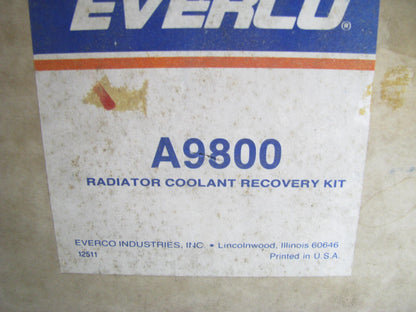 EVERCO®
A9800
RADIATOR COOLANT RECOVERY KIT
EVERCO INDUSTRIES, INC. • Lincolnwood, Illinois 60646
12511 Printed in U.S.A.